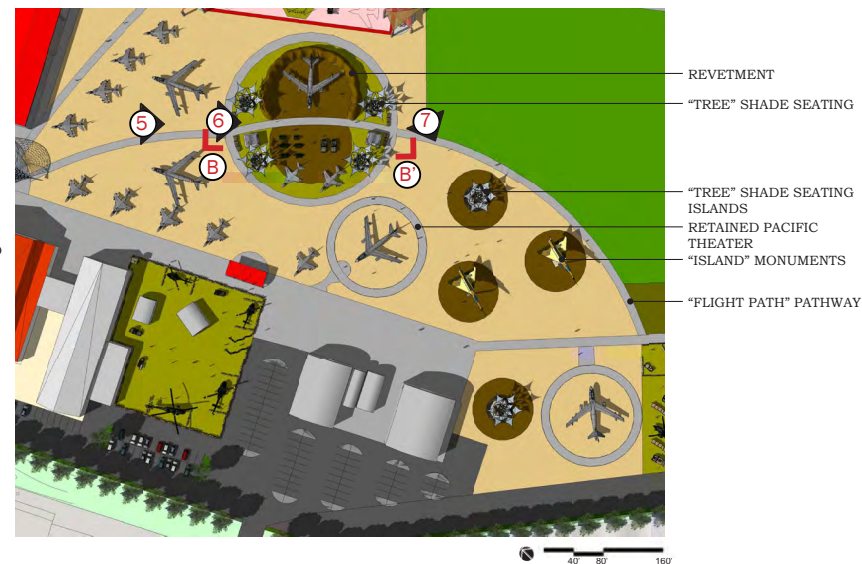 REVETMENT
"TREE" SHADE SEATING
5
6
7
B
B'
"TREE" SHADE SEATING
ISLANDS
RETAINED PACIFIC
THEATER
"ISLAND" MONUMENTS
"FLIGHT PATH" PATHWAY
40' 80' 160'